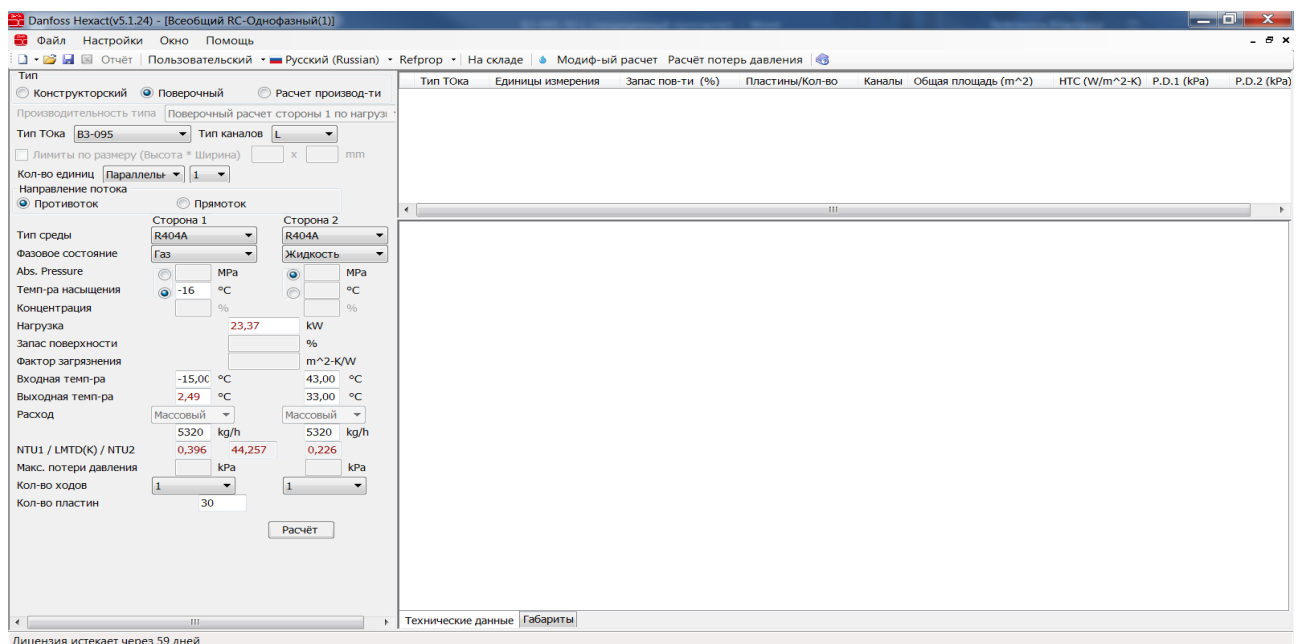 Danfoss Hexact(v5.1.24) - [Всеобщий RC-Однофазный(1)]
Файл Настройки Окно Помощь
Отчёт Пользовательский Русский (Russian) Refprop На складе Модиф-ый расчет Расчёт потерь давления
Тип
Конструкторский Поверочный Расчет производ-ти
Производительность типа Поверочный расчет стороны 1 по нагрузк
Тип ТОка B3-095 Тип каналов L
Лимиты по размеру (Высота * Ширина) x mm
Кол-во единиц Параллельн 1
Направление потока
Противоток Прямоток
Сторона 1 Сторона 2
Тип среды R404A R404A
Фазовое состояние Газ Жидкость
Abs. Pressure MPa MPa
Темп-ра насыщения -16 °C °C
Концентрация % %
Нагрузка 23,37 kW
Запас поверхности %
Фактор загрязнения m^2-K/W
Входная темп-ра -15,00 °C 43,00 °C
Выходная темп-ра 2,49 °C 33,00 °C
Расход Массовый Массовый
5320 kg/h 5320 kg/h
NTU1 / LMTD(K) / NTU2 0,396 44,257 0,226
Макс. потери давления kPa kPa
Кол-во ходов 1 1
Кол-во пластин 30
Расчёт
Тип ТОка Единицы измерения Запас пов-ти (%) Пластины/Кол-во Каналы Общая площадь (m^2) HTC (W/m^2-K) P.D.1 (kPa) P.D.2 (kPa)
Технические данные Габариты
Лицензия истекает через 59 дней